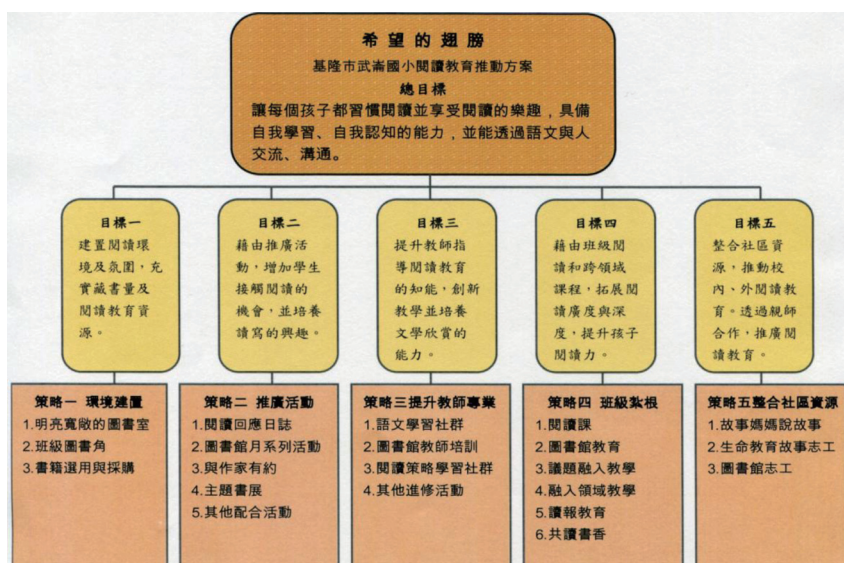 希望的翅膀
基隆市武崙國小閱讀教育推動方案
總目標
讓每個孩子都習慣閱讀並享受閱讀的樂趣，具備
自我學習、自我認知的能力，並能透過語文與人
交流、溝通。
目標一
建置閱讀環
境及氛圍，充
實藏書量及
閱讀教育資
源。
目標二
藉由推廣活
動，增加學生
接觸閱讀的
機會，並培養
讀寫的興趣。
目標三
提升教師指
導閱讀教育
的知能，創新
教學並培養
文學欣賞的
能力。
目標四
藉由班級閱
讀和跨領域
課程，拓展閱
讀廣度與深
度，提升孩子
閱讀力。
目標五
整合社區資
源，推動校
內、外閱讀教
育。透過親師
合作，推廣閱
讀教育。
策略一 環境建置
1.明亮寬敞的圖書室
2.班級圖書角
3.書籍選用與採購
策略二 推廣活動
1.閱讀回應日誌
2.圖書館月系列活動
3.與作家有約
4.主題書展
5.其他配合活動
策略三提升教師專業
1.語文學習社群
2.圖書館教師培訓
3.閱讀策略學習社群
4.其他進修活動
策略四 班級紮根
1.閱讀課
2.圖書館教育
3.議題融入教學
4.融入領域教學
5.讀報教育
6.共讀書香
策略五整合社區資源
1.故事媽媽說故事
2.生命教育故事志工
3.圖書館志工